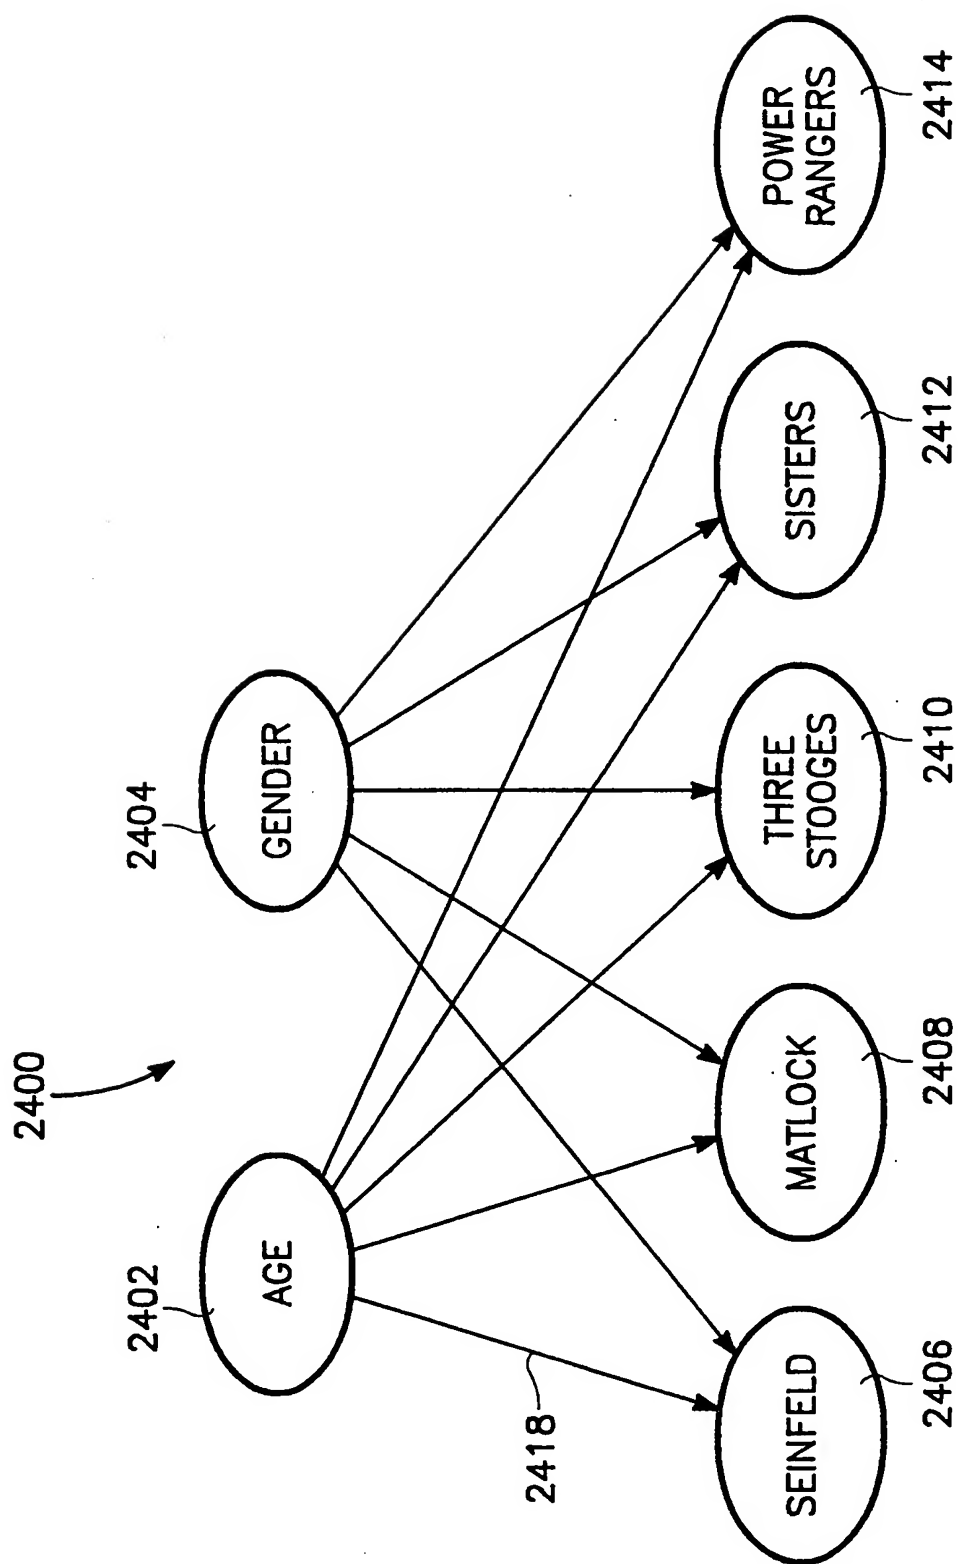 2400
2402
AGE
2404
GENDER
2418
SEINFELD
2406
MATLOCK
2408
THREE
STOOGES
2410
SISTERS
2412
POWER
RANGERS
2414